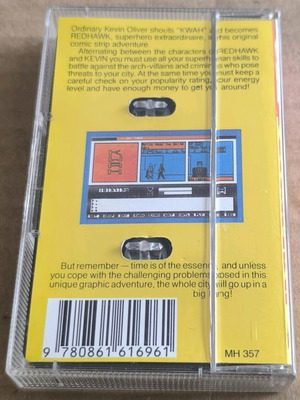 Ordinary Kevin Oliver shouts "KWAH" and becomes
REDHAWK, superhero extraordinaire, in this original
comic strip adventure.
Alternating between the characters of REDHAWK
and KEVIN you must use all your superhuman skills to
battle against the arch-villains and criminals who pose
threats to your city. At the same time you must keep a
careful check on your popularity rating, your energy
level and have enough money to get you around!
But remember — time is of the essence, and unless
you cope with the challenging problems posed in this
unique graphic adventure, the whole city will go up in a
big bang!
9 780861 616961
MH 357